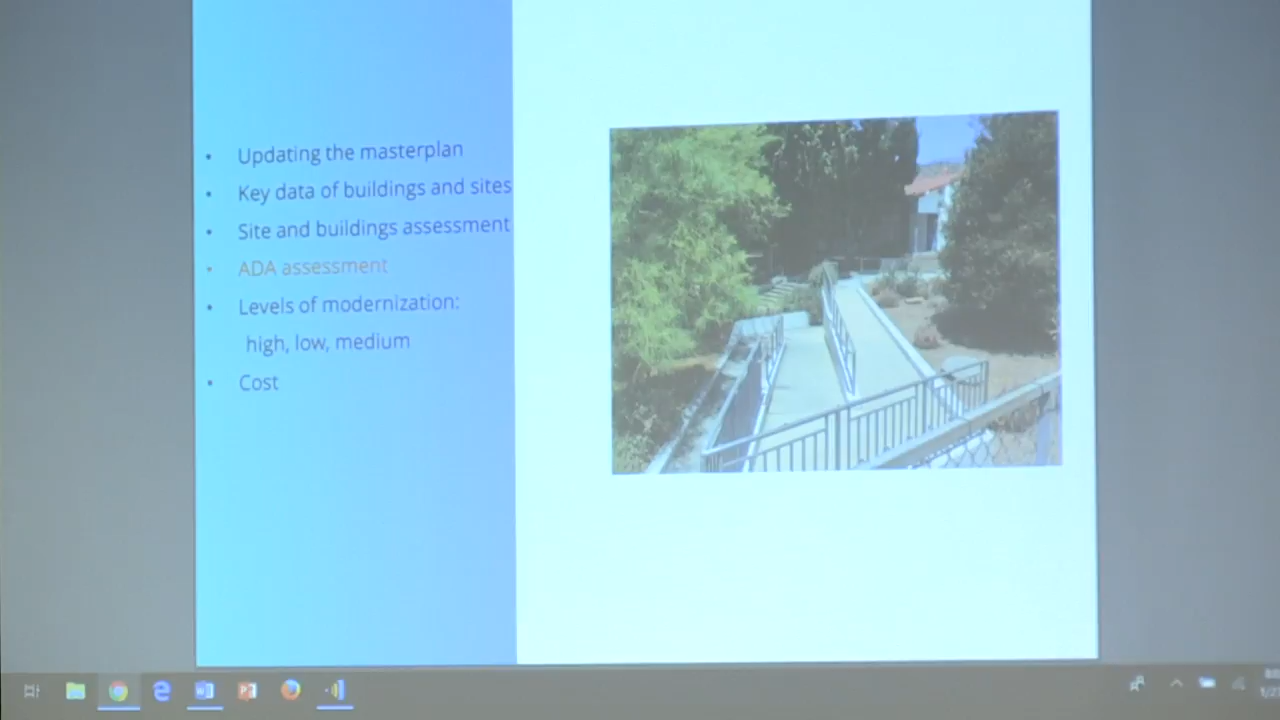 • Updating the masterplan
• Key data of buildings and sites
• Site and buildings assessment
• ADA assessment
• Levels of modernization:
high, low, medium
• Cost